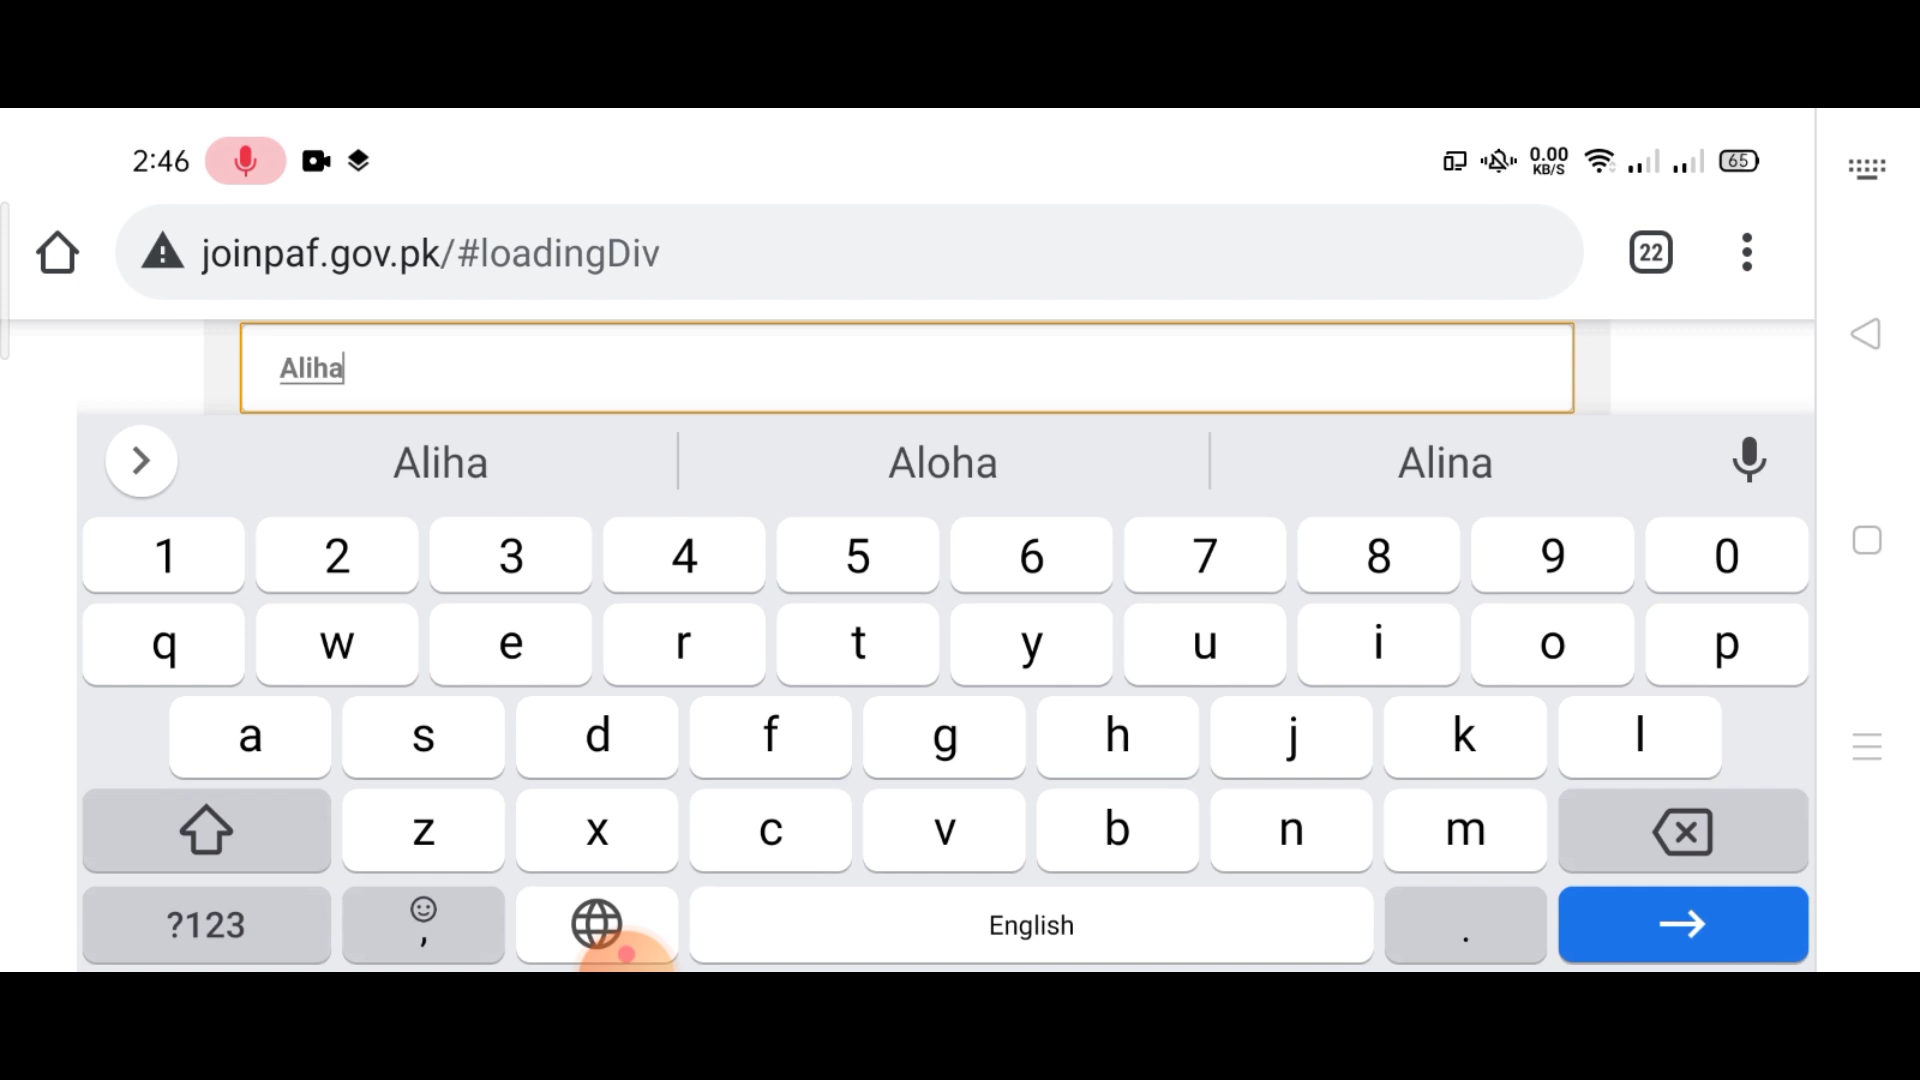 2:46
0.00
KB/S
65
joinpaf.gov.pk/#loadingDiv
22
Aliha
Aliha Aloha Alina
1 2 3 4 5 6 7 8 9 0
q w e r t y u i o p
a s d f g h j k l
z x c v b n m
?123 , English .